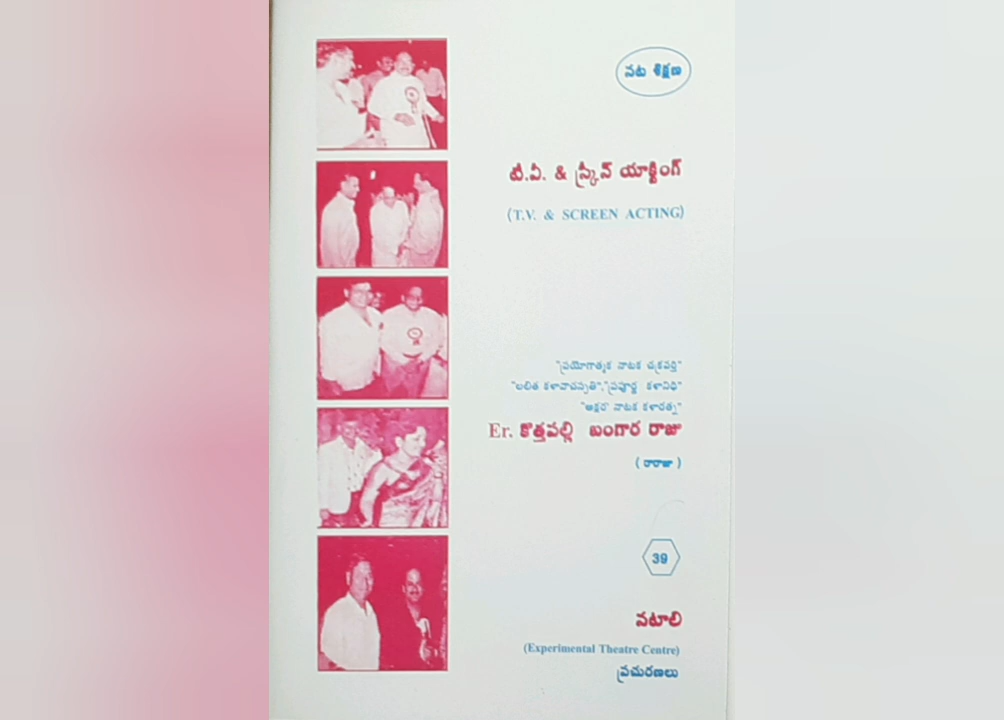 నట శిక్షణ
టి.వీ. & స్క్రీన్ యాక్టింగ్
(T.V. & SCREEN ACTING)
"ప్రయోగాత్మక నాటక చక్రవర్తి"
"లలిత కళావాచస్పతి","ప్రపూర్ణ కళానిధి"
"అక్షర నాటక కళారత్న"
Er. కొత్తపల్లి బంగార రాజు
( రారాజు )
39
నటాలి
(Experimental Theatre Centre)
ప్రచురణలు